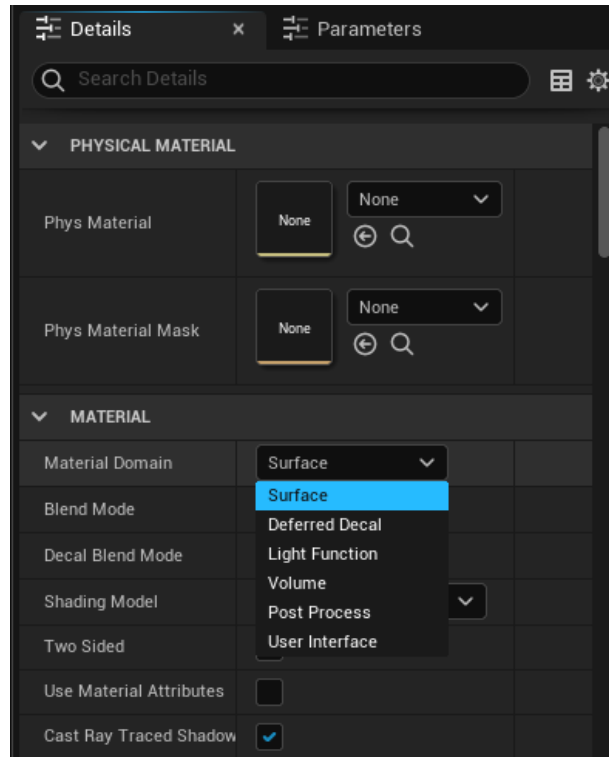 Details × Parameters
Search Details
PHYSICAL MATERIAL
Phys Material
None
None
Phys Material Mask
None
None
MATERIAL
Material Domain
Surface
Surface
Blend Mode
Deferred Decal
Decal Blend Mode
Light Function
Volume
Shading Model
Post Process
Two Sided
User Interface
Use Material Attributes
Cast Ray Traced Shadow